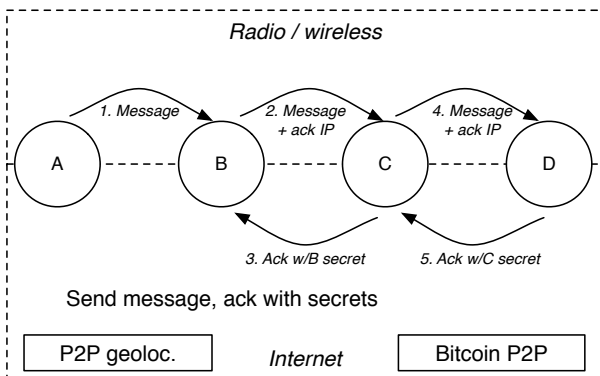 Radio / wireless
1. Message
2. Message
+ ack IP
4. Message
+ ack IP
A
B
C
D
3. Ack w/B secret
5. Ack w/C secret
Send message, ack with secrets
P2P geoloc.
Internet
Bitcoin P2P